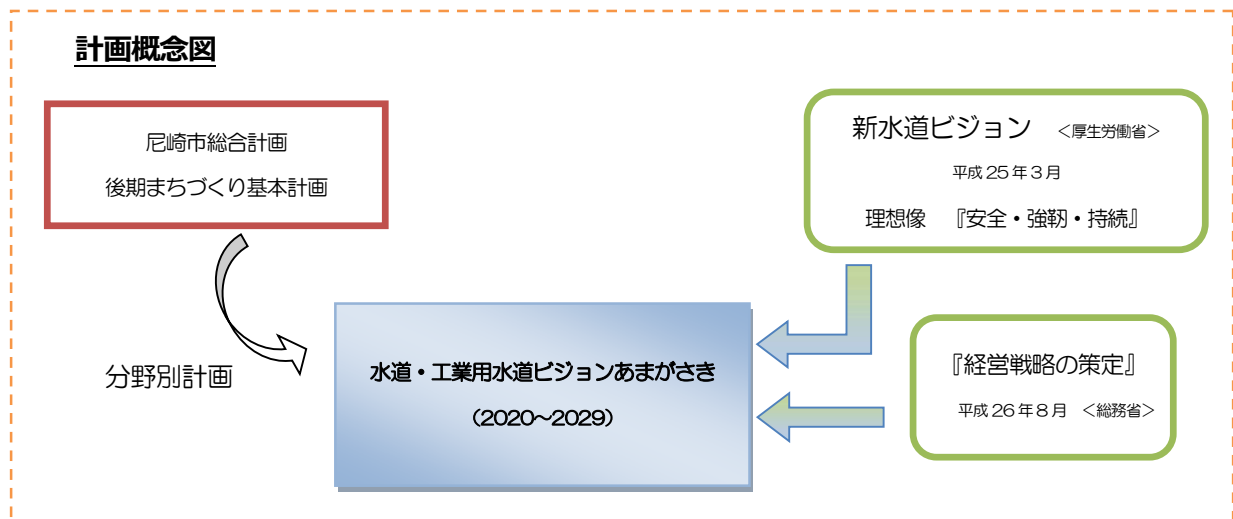 計画概念図
尼崎市総合計画
後期まちづくり基本計画
新水道ビジョン <厚生労働省>
平成25年3月
理想像 『安全・強靭・持続』
分野別計画
水道・工業用水道ビジョンあまがさき
（2020～2029）
『経営戦略の策定』
平成26年8月 <総務省>